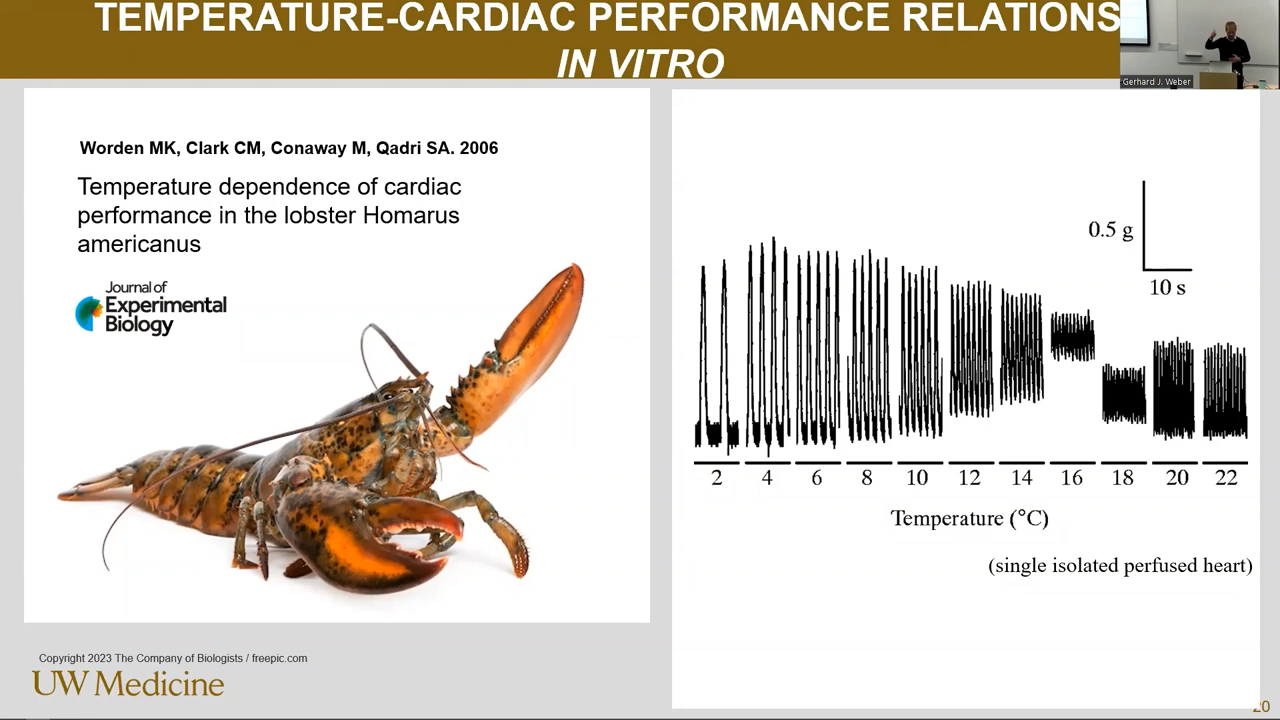 TEMPERATURE-CARDIAC PERFORMANCE RELATIONS
IN VITRO
Gerhard J. Weber
Worden MK, Clark CM, Conaway M, Qadri SA. 2006
Temperature dependence of cardiac
performance in the lobster Homarus
americanus
Journal of
Experimental
Biology
0.5 g
10 s
2 4 6 8 10 12 14 16 18 20 22
Temperature (°C)
(single isolated perfused heart)
Copyright 2023 The Company of Biologists / freepic.com
UW Medicine
20